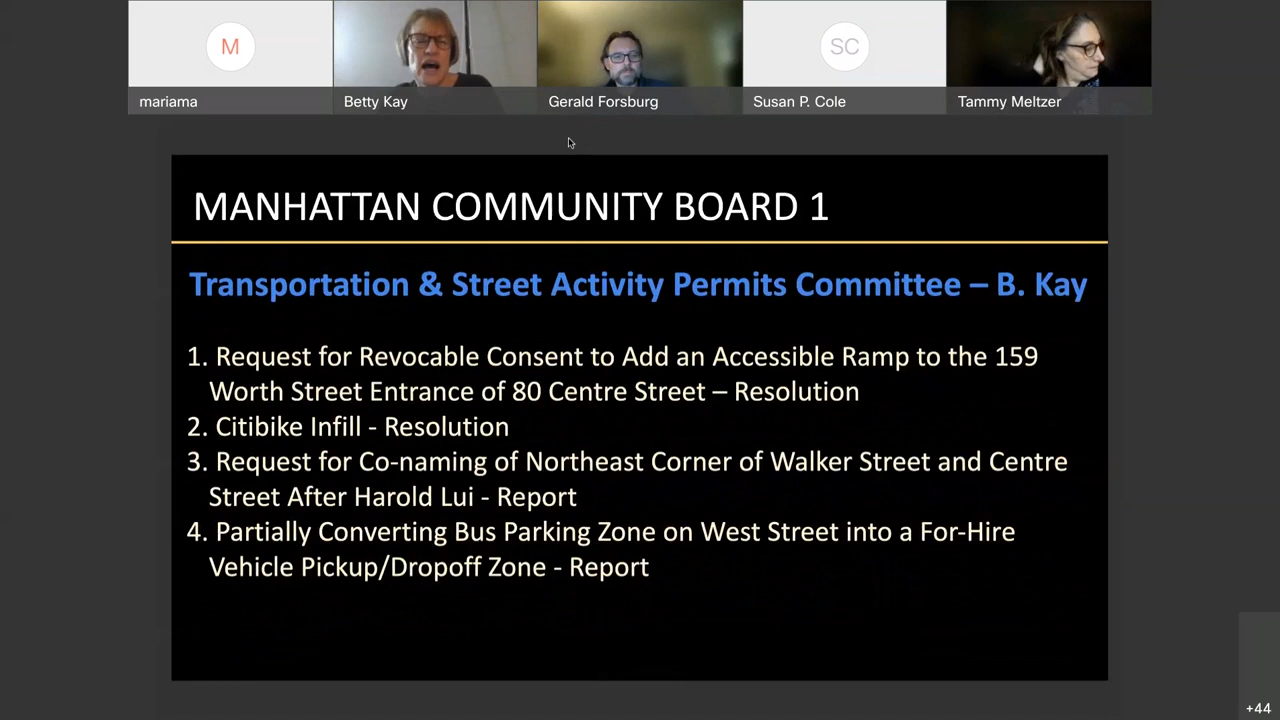 M
SC
mariama
Betty Kay
Gerald Forsburg
Susan P. Cole
Tammy Meltzer
MANHATTAN COMMUNITY BOARD 1
Transportation & Street Activity Permits Committee – B. Kay
1. Request for Revocable Consent to Add an Accessible Ramp to the 159
Worth Street Entrance of 80 Centre Street – Resolution
2. Citibike Infill - Resolution
3. Request for Co-naming of Northeast Corner of Walker Street and Centre
Street After Harold Lui - Report
4. Partially Converting Bus Parking Zone on West Street into a For-Hire
Vehicle Pickup/Dropoff Zone - Report
+44